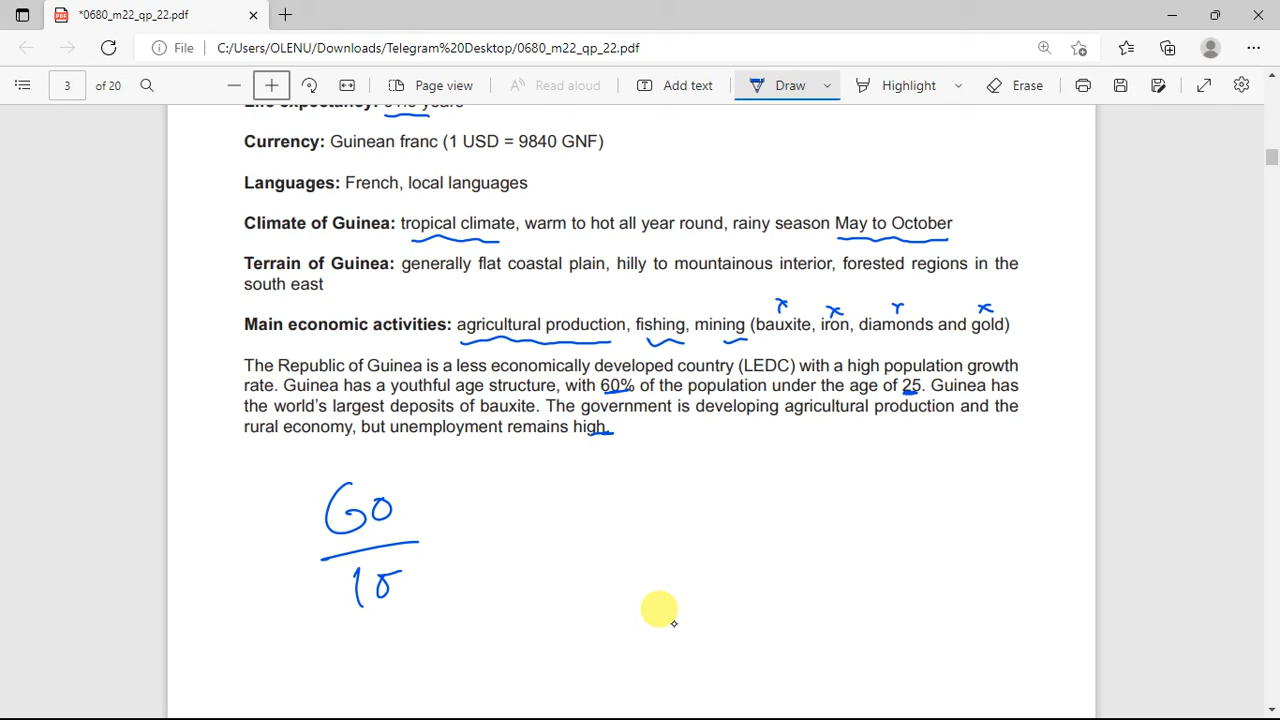 *0680_m22_qp_22.pdf
File C:/Users/OLENU/Downloads/Telegram%20Desktop/0680_m22_qp_22.pdf
3 of 20 Page view Read aloud Add text Draw Highlight Erase
Life expectancy: years
Currency: Guinean franc (1 USD = 9840 GNF)
Languages: French, local languages
Climate of Guinea: tropical climate, warm to hot all year round, rainy season May to October
Terrain of Guinea: generally flat coastal plain, hilly to mountainous interior, forested regions in the
south east
Main economic activities: agricultural production, fishing, mining (bauxite, iron, diamonds and gold)
The Republic of Guinea is a less economically developed country (LEDC) with a high population growth
rate. Guinea has a youthful age structure, with 60% of the population under the age of 25. Guinea has
the world's largest deposits of bauxite. The government is developing agricultural production and the
rural economy, but unemployment remains high.
60
10